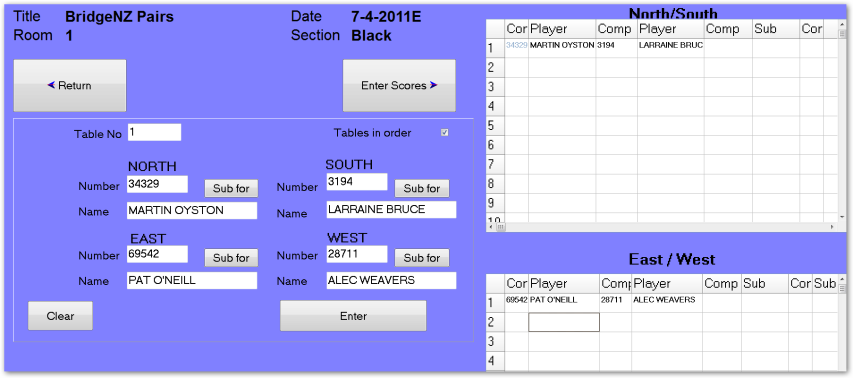 Title BridgeNZ Pairs Date 7-4-2011E
Room 1 Section Black
Return
Enter Scores
Table No 1 Tables in order
NORTH SOUTH
Number 34329 Sub for Number 3194 Sub for
Name MARTIN OYSTON Name LARRAINE BRUCE
EAST WEST
Number 69542 Sub for Number 28711 Sub for
Name PAT O'NEILL Name ALEC WEAVERS
Clear Enter
North/South
Cor Player Comp Player Comp Sub Cor
1 34329 MARTIN OYSTON 3194 LARRAINE BRUC
2
3
4
5
6
7
8
9
10
East / West
Cor Player Comp Player Comp Sub Cor Sub
1 69542 PAT O'NEILL 28711 ALEC WEAVERS
2
3
4